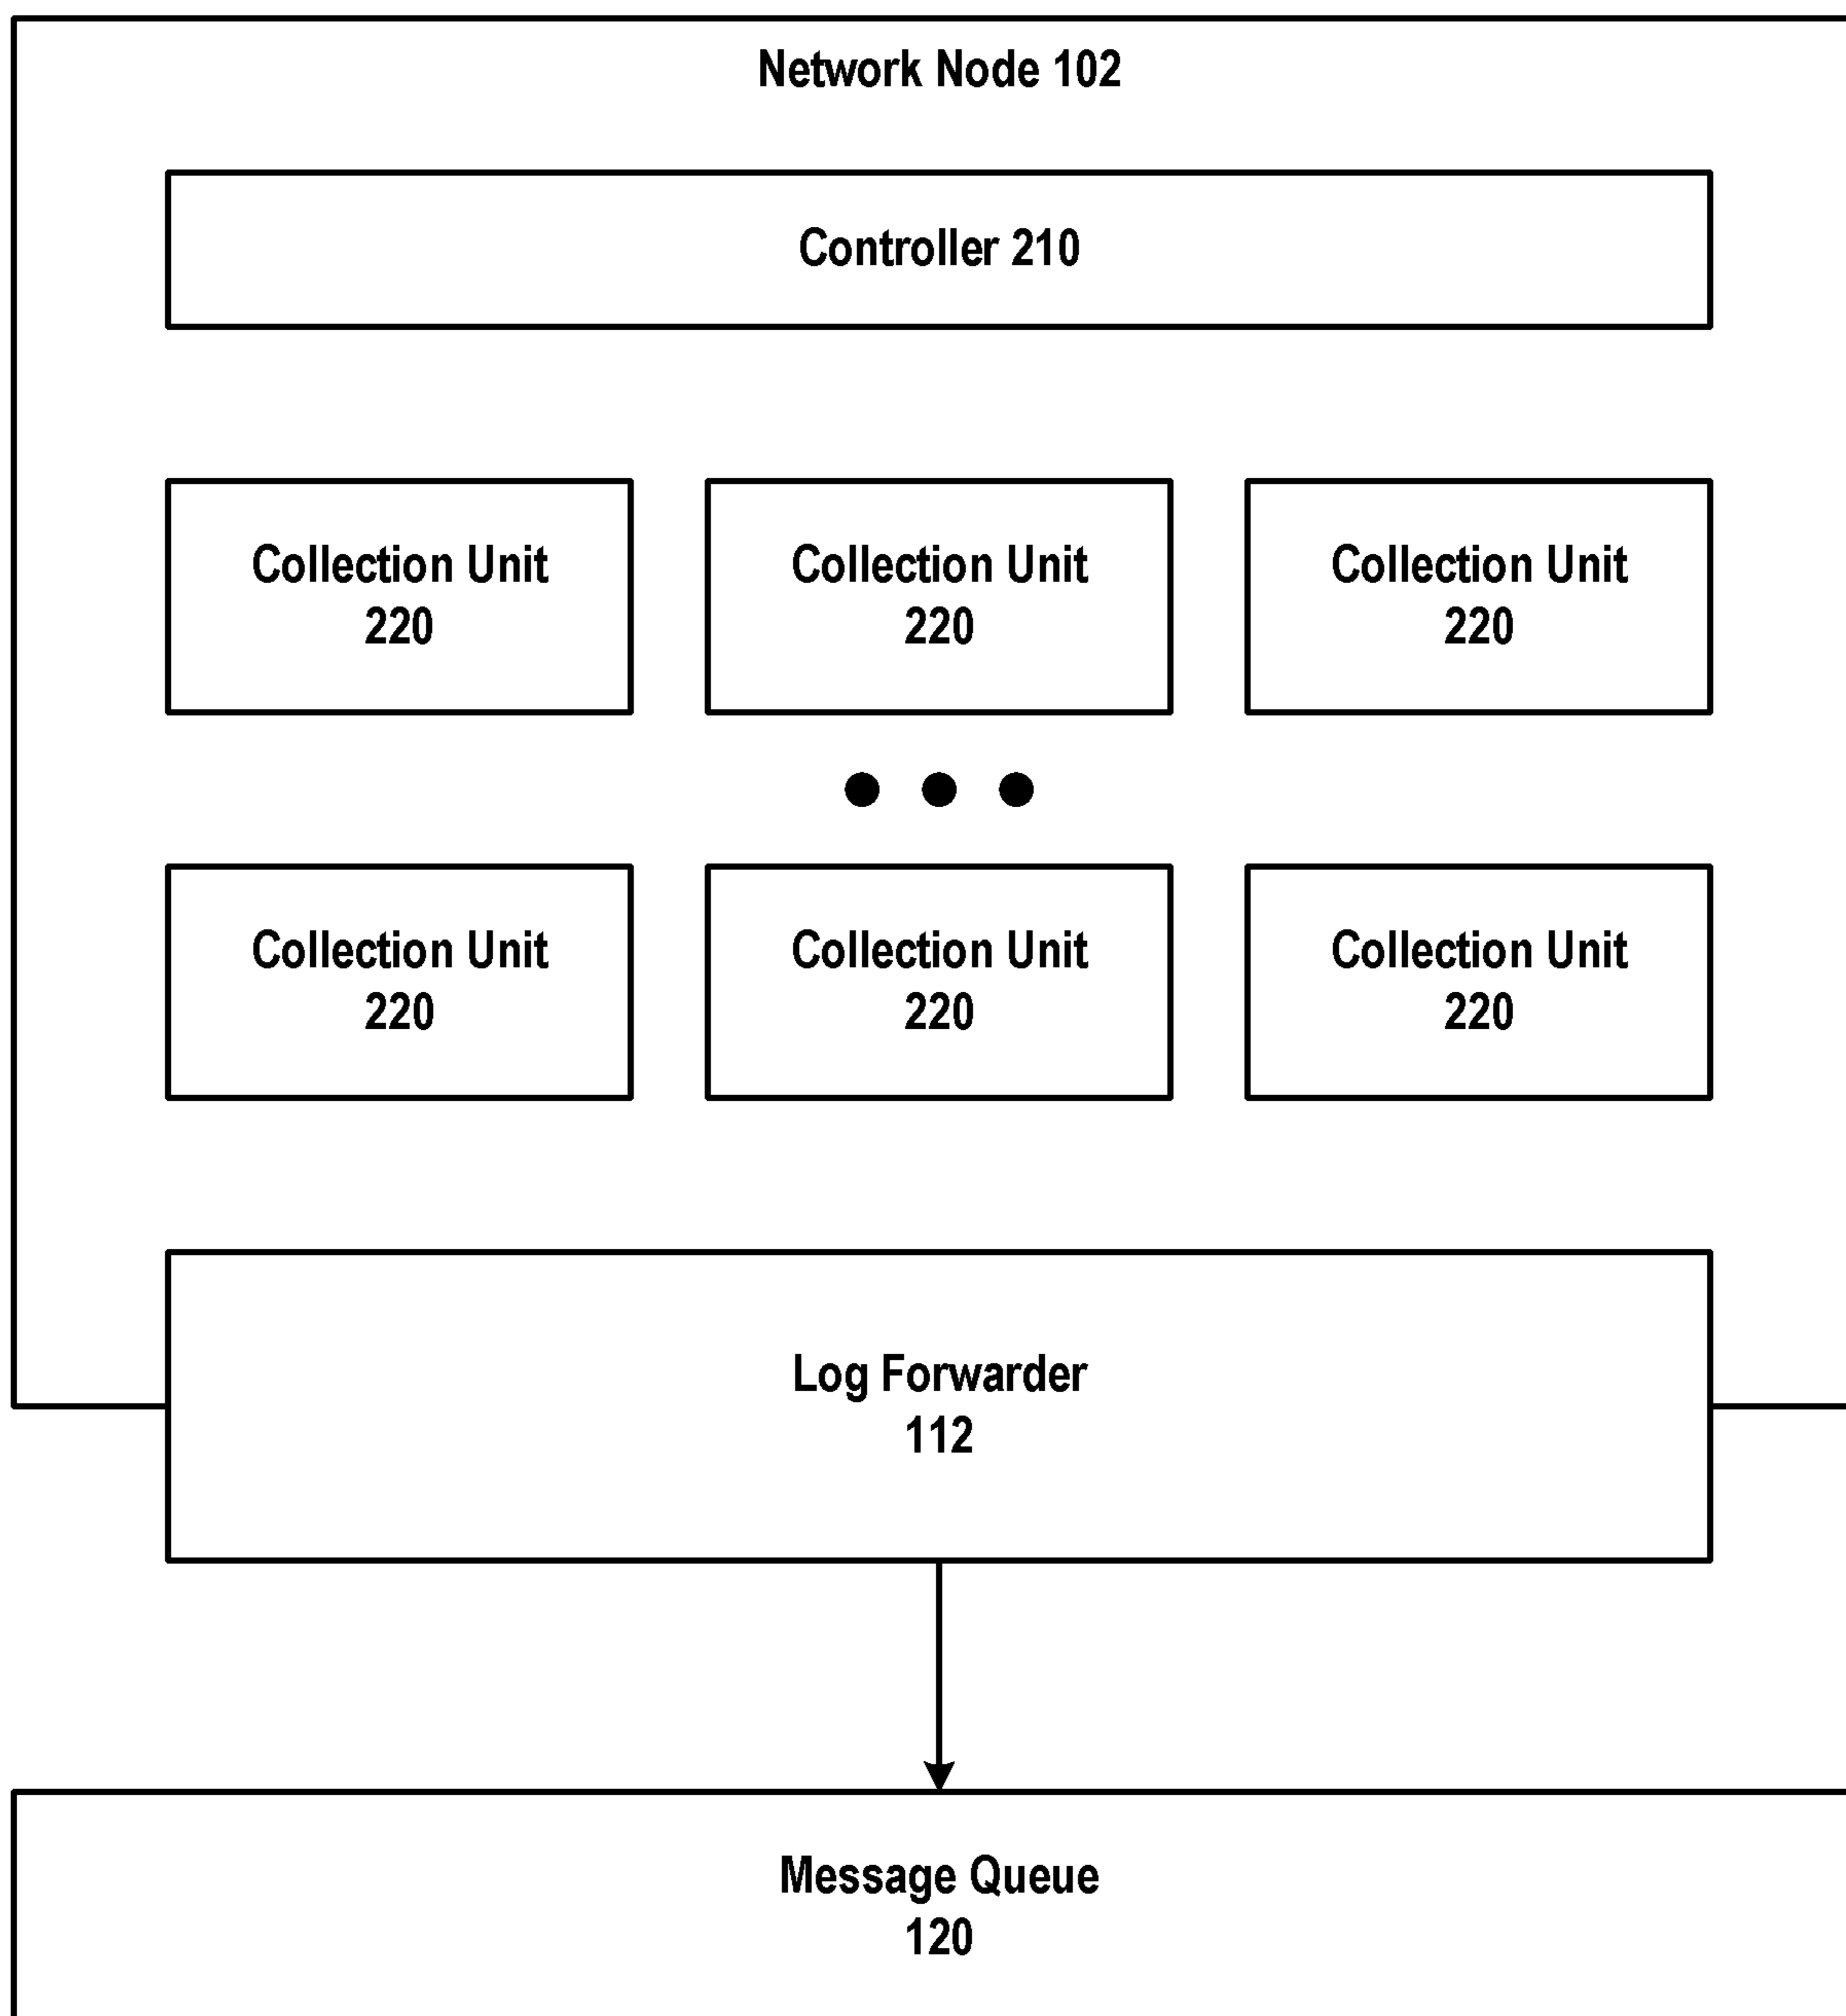 Network Node 102
Controller 210
Collection Unit
220
Collection Unit
220
Collection Unit
220
Collection Unit
220
Collection Unit
220
Collection Unit
220
Log Forwarder
112
Message Queue
120